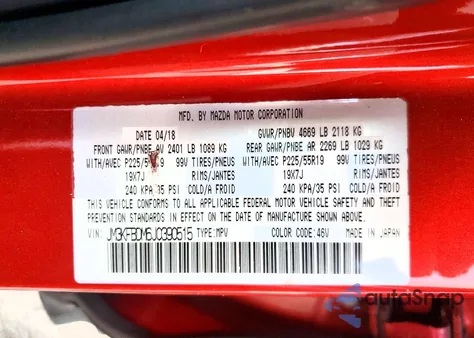 MFD. BY MAZDA MOTOR CORPORATION
DATE 04/18 GVWR/PNBV 4669 LB 2118 KG
FRONT GAWR/PNBE AV 2401 LB 1089 KG REAR GAWR/PNBE AR 2269 LB 1029 KG
WITH/AVEC P225/55R19 99V TIRES/PNEUS WITH/AVEC P225/55R19 99V TIRES/PNEUS
19X7J RIMS/JANTES 19X7J RIMS/JANTES
240 KPA/35 PSI COLD/A FROID 240 KPA/35 PSI COLD/A FROID
THIS VEHICLE CONFORMS TO ALL APPLICABLE FEDERAL MOTOR VEHICLE SAFETY AND THEFT
PREVENTION STANDARDS IN EFFECT ON THE DATE OF MANUFACTURE SHOWN ABOVE.
VIN: JM3KFBDM6JC390515 TYPE: MPV COLOR CODE: 46V MADE IN JAPAN
autoSnap